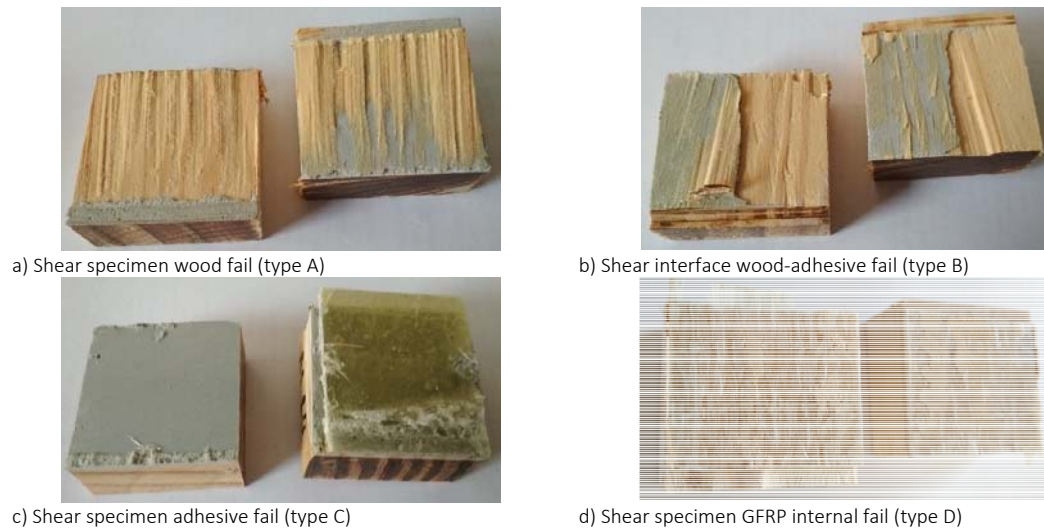 a) Shear specimen wood fail (type A)
b) Shear interface wood-adhesive fail (type B)
c) Shear specimen adhesive fail (type C)
d) Shear specimen GFRP internal fail (type D)